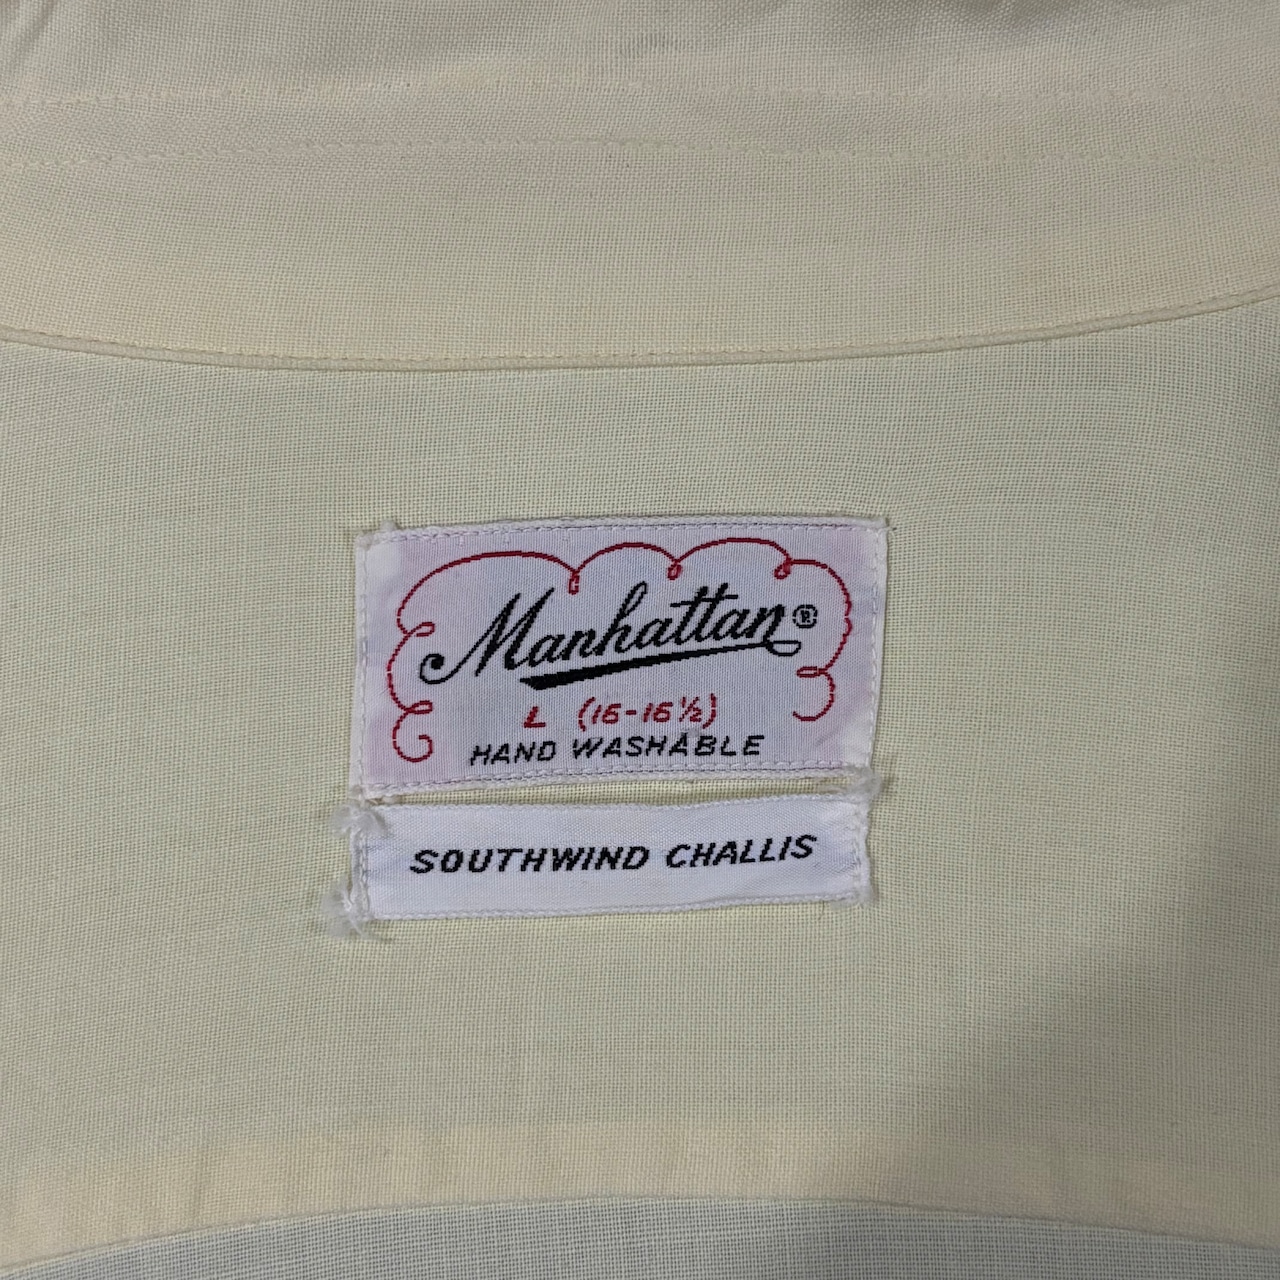 Manhattan®
L (16-16½)
HAND WASHABLE
SOUTHWIND CHALLIS